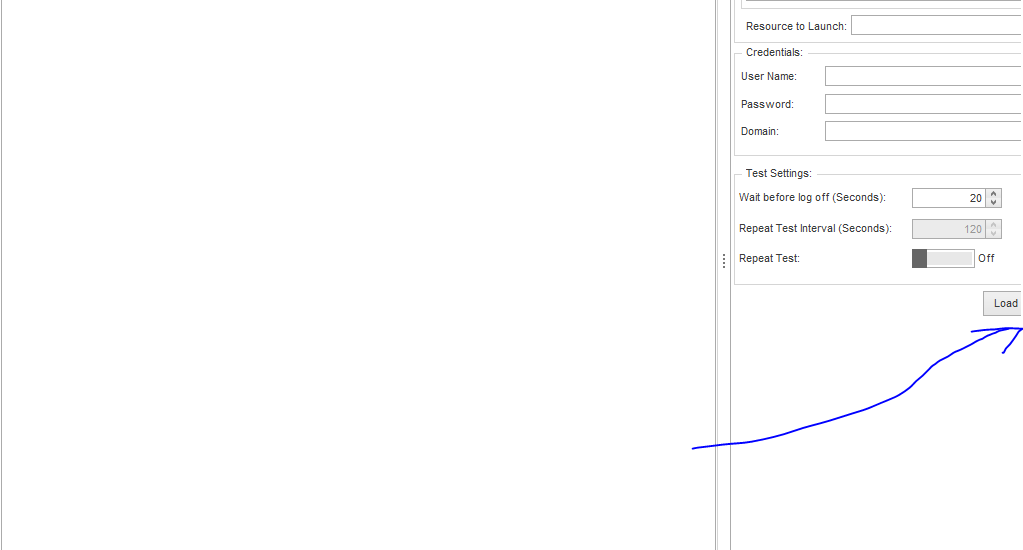 Resource to Launch:
Credentials:
User Name:
Password:
Domain:
Test Settings:
Wait before log off (Seconds): 20
Repeat Test Interval (Seconds): 120
Repeat Test: Off
Load